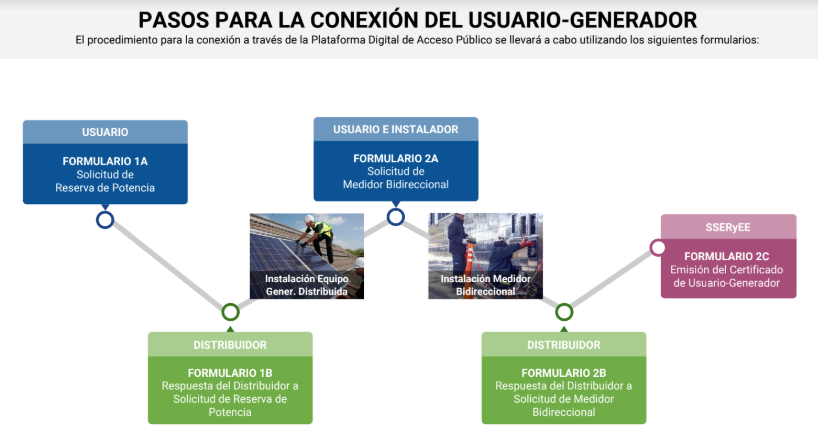 PASOS PARA LA CONEXIÓN DEL USUARIO-GENERADOR
El procedimiento para la conexión a través de la Plataforma Digital de Acceso Público se llevará a cabo utilizando los siguientes formularios:
USUARIO
FORMULARIO 1A
Solicitud de
Reserva de Potencia
DISTRIBUIDOR
FORMULARIO 1B
Respuesta del Distribuidor a
Solicitud de Reserva de
Potencia
Instalación Equipo
Gener. Distribuida
USUARIO E INSTALADOR
FORMULARIO 2A
Solicitud de
Medidor Bidireccional
Instalación Medidor
Bidireccional
DISTRIBUIDOR
FORMULARIO 2B
Respuesta del Distribuidor a
Solicitud de Medidor
Bidireccional
SSERyEE
FORMULARIO 2C
Emisión del Certificado
de Usuario-Generador